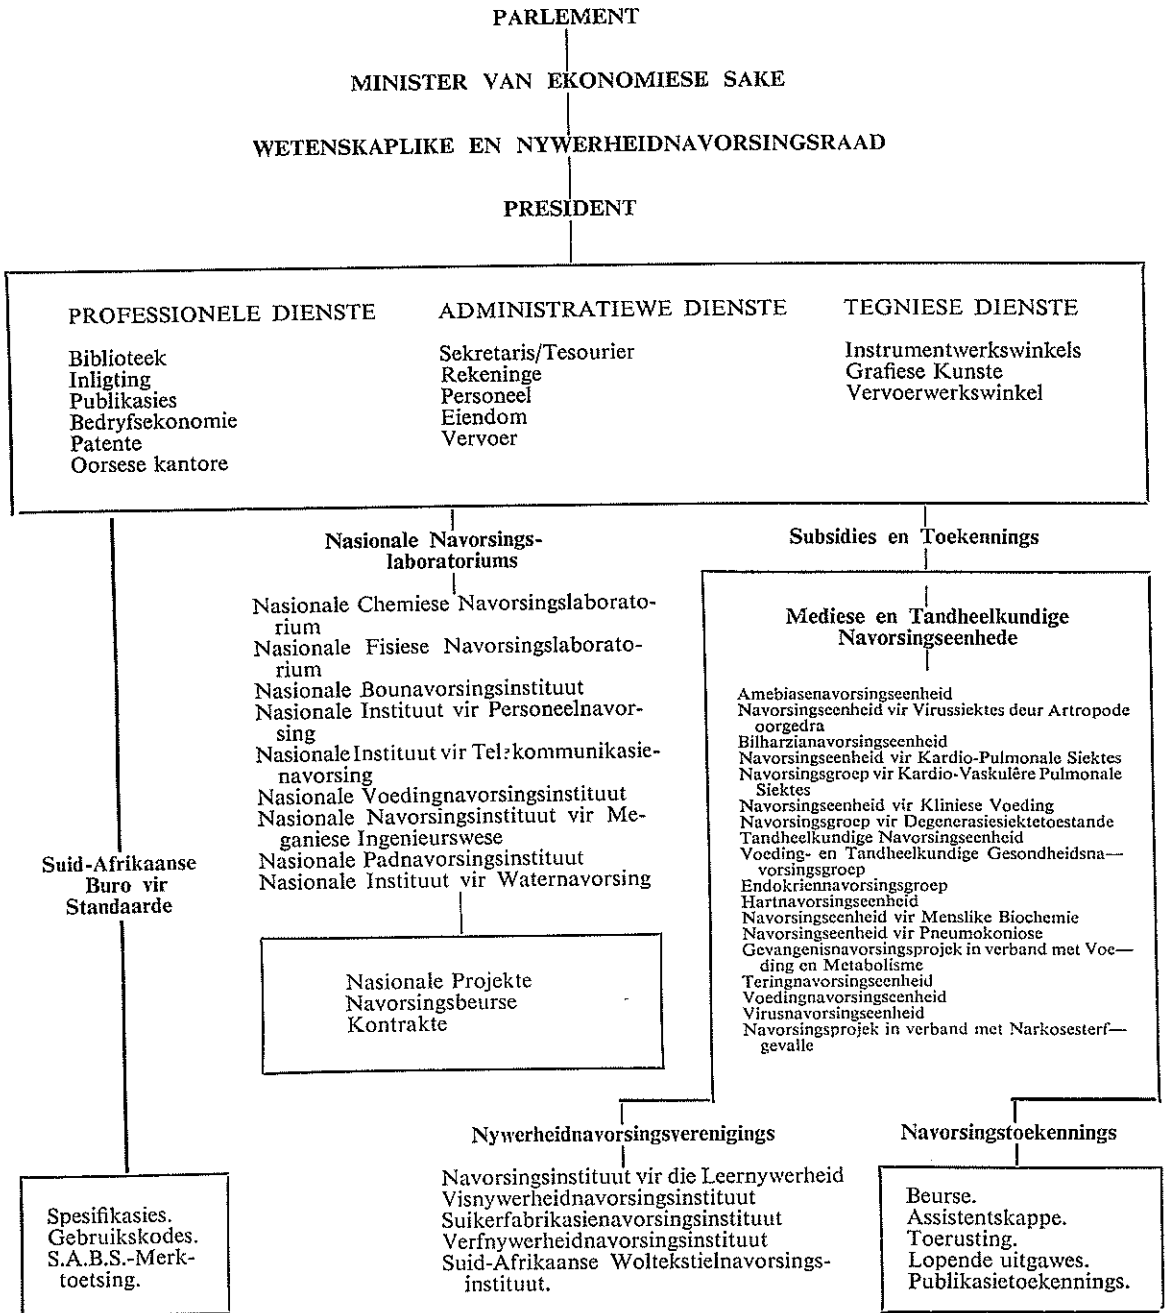 PARLEMENT
MINISTER VAN EKONOMIESE SAKE
WETENSKAPLIKE EN NYWERHEIDNAVORSINGSRAAD
PRESIDENT
PROFESSIONELE DIENSTE
Biblioteek
Inligting
Publikasies
Bedryfsekonomie
Patente
Oorsese kantore
ADMINISTRATIEWE DIENSTE
Sekretaris/Tesourier
Rekeninge
Personeel
Eiendom
Vervoer
TEGNIESE DIENSTE
Instrumentwerkswinkels
Grafiese Kunste
Vervoerwerkswinkel
Suid-Afrikaanse
Buro vir
Standaarde
Spesifikasies.
Gebruikskodes.
S.A.B.S.-Merk-
toetsing.
Nasionale Navorsings-
laboratoriums
Nasionale Chemiese Navorsingslaborato-
rium
Nasionale Fisiese Navorsingslaborato-
rium
Nasionale Bounavorsingsinstituut
Nasionale Instituut vir Personeelnavor-
sing
Nasionale Instituut vir Telekommunikasie-
navorsing
Nasionale Voedingnavorsingsinstituut
Nasionale Navorsingsinstituut vir Me-
ganiese Ingenieurswese
Nasionale Padnavorsingsinstituut
Nasionale Instituut vir Waternavorsing
Nasionale Projekte
Navorsingsbeurse
Kontrakte
Subsidies en Toekennings
Mediese en Tandheelkundige
Navorsingseenhede
Amebiasenavorsingseenheid
Navorsingseenheid vir Virussiektes deur Artropode
oorgedra
Bilharzianavorsingseenheid
Navorsingseenheid vir Kardio-Pulmonale Siektes
Navorsingsgroep vir Kardio-Vaskulêre Pulmonale
Siektes
Navorsingseenheid vir Kliniese Voeding
Navorsingsgroep vir Degenerasiesiektetoestande
Tandheelkundige Navorsingseenheid
Voeding- en Tandheelkundige Gesondheidsna—
vorsingsgroep
Endokriennavorsingsgroep
Hartnavorsingseenheid
Navorsingseenheid vir Menslike Biochemie
Navorsingseenheid vir Pneumokoniose
Gevangenisnavorsingsprojek in verband met Voe—
ding en Metabolisme
Teringnavorsingseenheid
Voedingnavorsingseenheid
Virusnavorsingseenheid
Navorsingsprojek in verband met Narkosesterf—
gevalle
Nywerheidnavorsingsverenigings
Navorsingsinstituut vir die Leernywerheid
Visnywerheidnavorsingsinstituut
Suikerfabrikasienavorsingsinstituut
Verfnywerheidnavorsingsinstituut
Suid-Afrikaanse Woltekstielnavorsings-
instituut.
Navorsingstoekennings
Beurse.
Assistentskappe.
Toerusting.
Lopende uitgawes.
Publikasietoekennings.